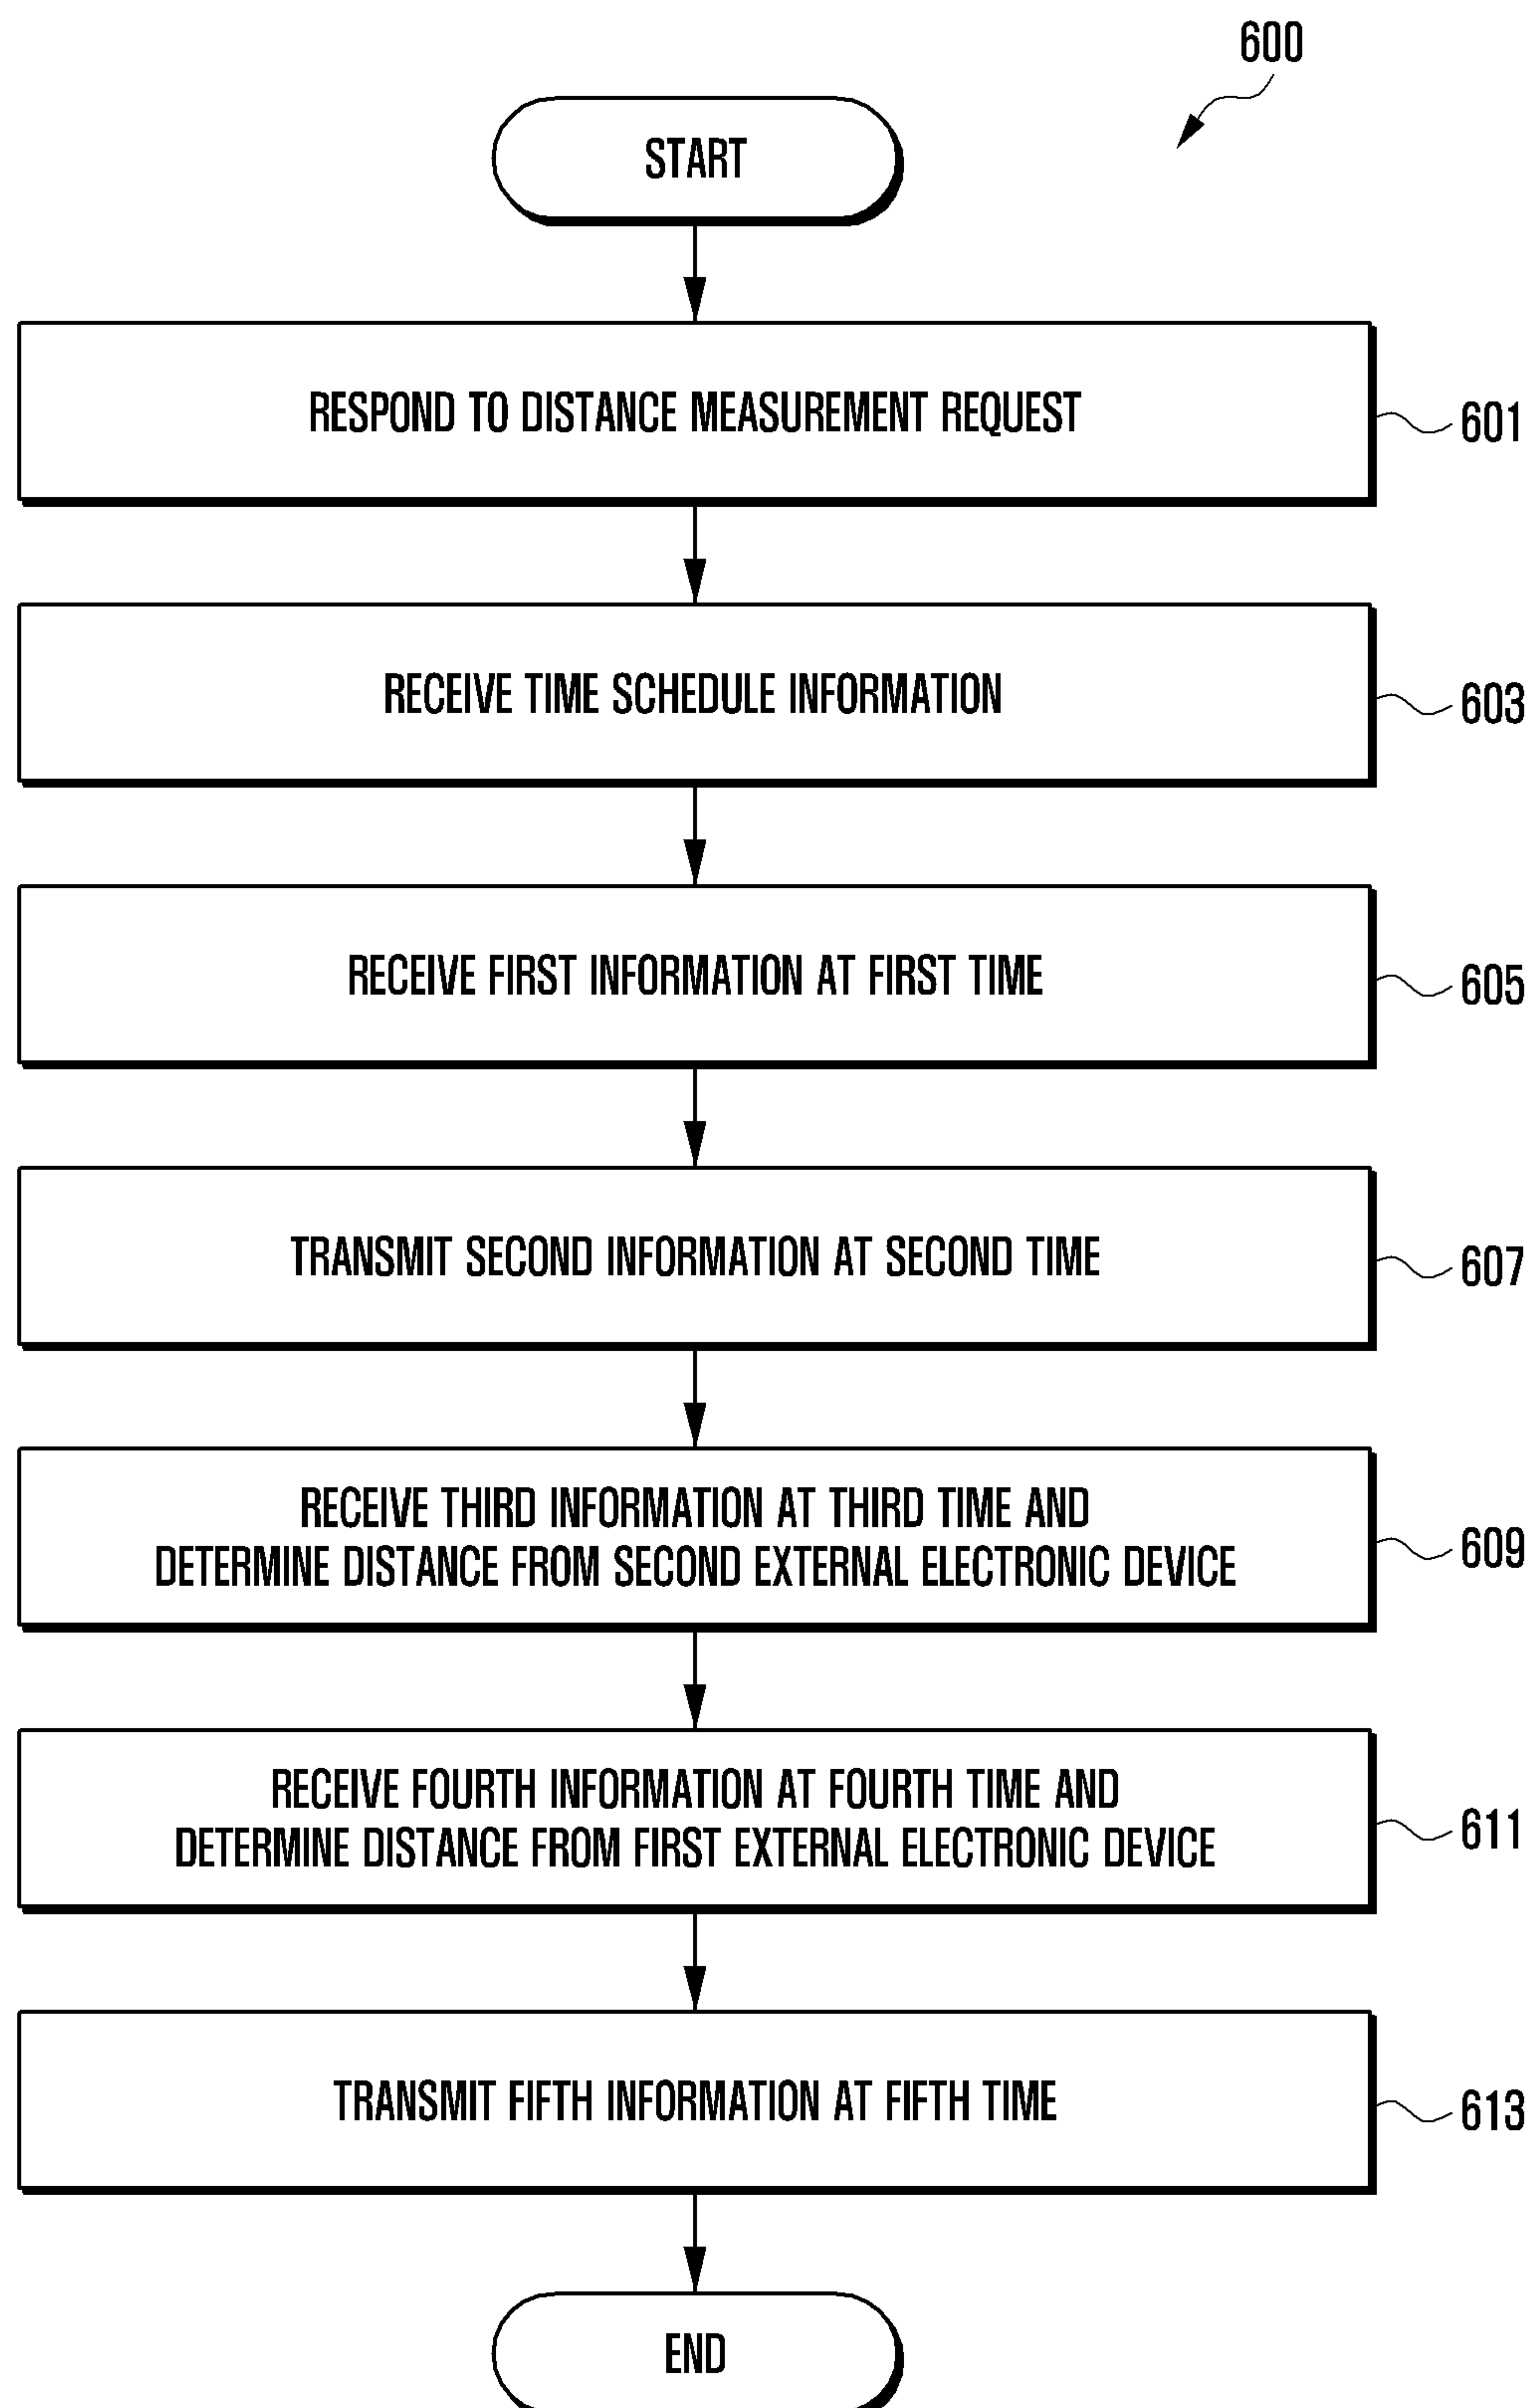 600
START
RESPOND TO DISTANCE MEASUREMENT REQUEST
601
RECEIVE TIME SCHEDULE INFORMATION
603
RECEIVE FIRST INFORMATION AT FIRST TIME
605
TRANSMIT SECOND INFORMATION AT SECOND TIME
607
RECEIVE THIRD INFORMATION AT THIRD TIME AND
DETERMINE DISTANCE FROM SECOND EXTERNAL ELECTRONIC DEVICE
609
RECEIVE FOURTH INFORMATION AT FOURTH TIME AND
DETERMINE DISTANCE FROM FIRST EXTERNAL ELECTRONIC DEVICE
611
TRANSMIT FIFTH INFORMATION AT FIFTH TIME
613
END